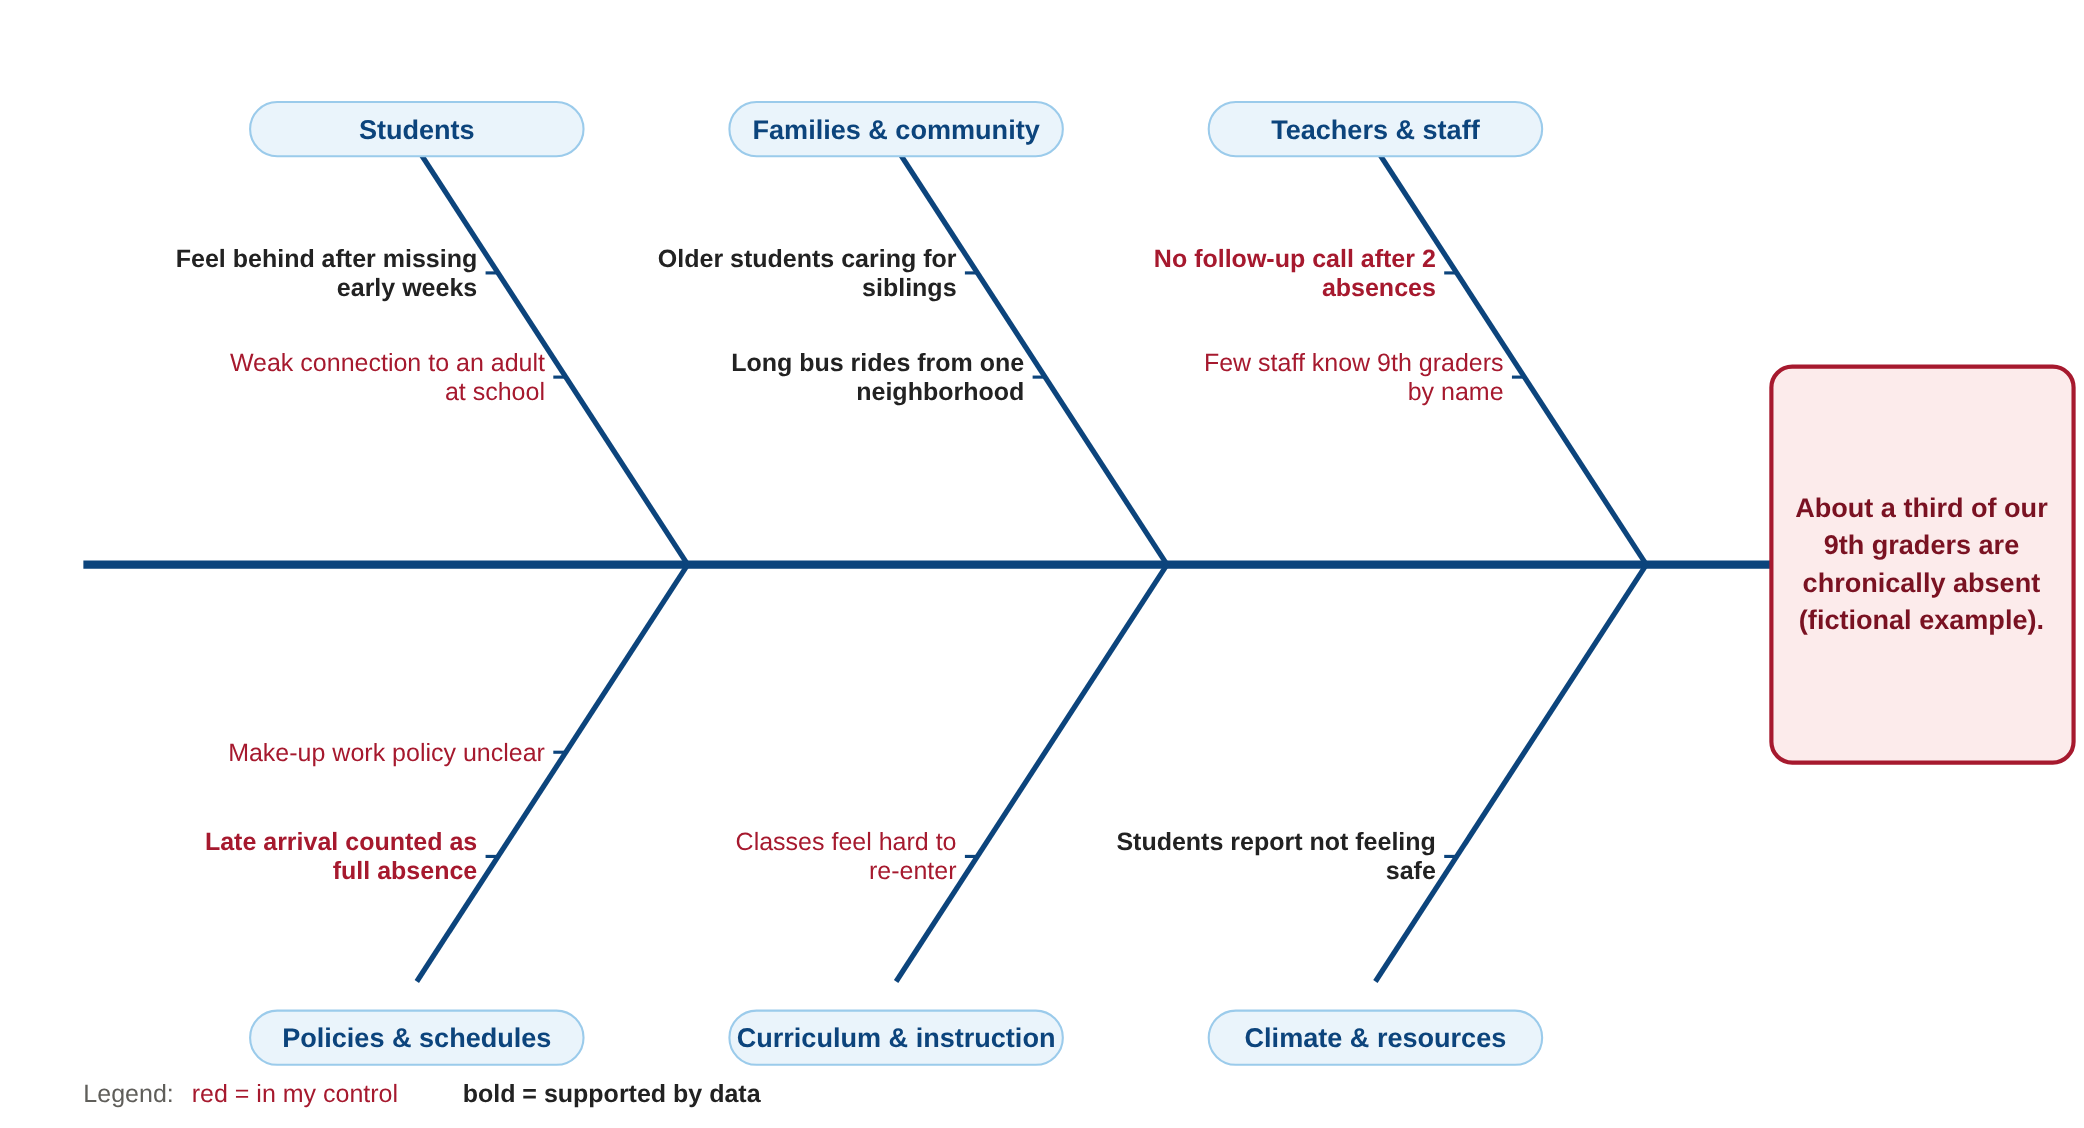 Students
Families & community
Teachers & staff
Feel behind after missing
early weeks
Older students caring for
siblings
No follow-up call after 2
absences
Weak connection to an adult
at school
Long bus rides from one
neighborhood
Few staff know 9th graders
by name
About a third of our
9th graders are
chronically absent
(fictional example).
Make-up work policy unclear
Late arrival counted as
full absence
Classes feel hard to
re-enter
Students report not feeling
safe
Policies & schedules
Curriculum & instruction
Climate & resources
Legend: red = in my control bold = supported by data